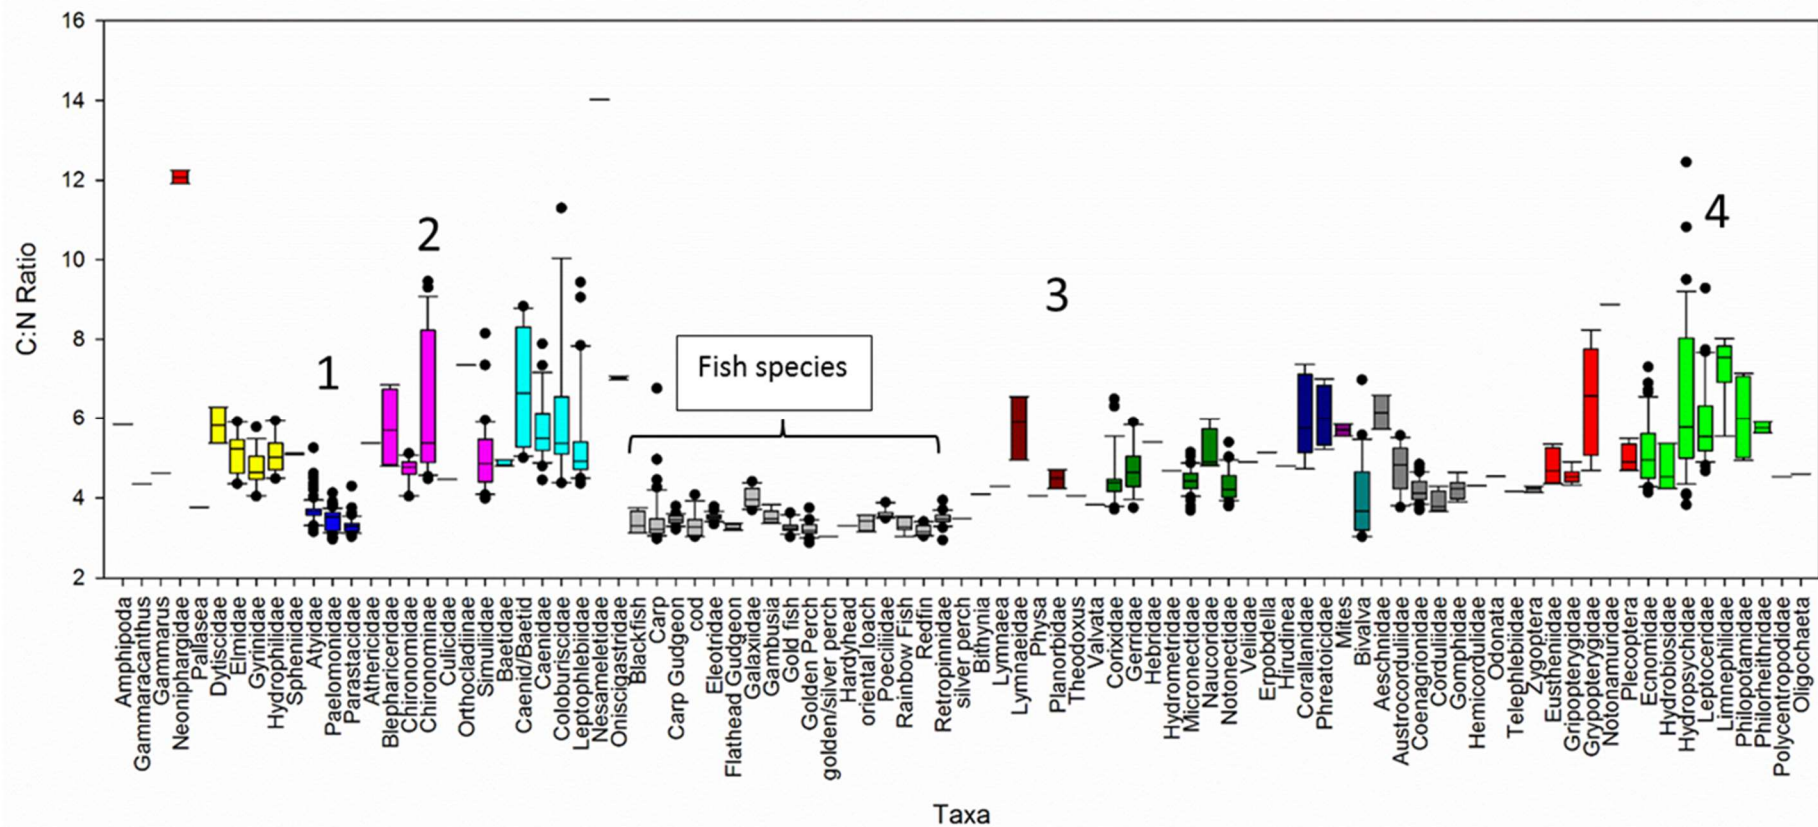 16
14
12
10
8
6
4
2
C:N Ratio
1
2
Fish species
3
4
Amphipoda
Gammaracanthus
Gammarus
Neoniphargidae
Pallasea
Dytiscidae
Elmidae
Gyrinidae
Hydrophilidae
Spheniidae
Atyidae
Paelomonidae
Parastacidae
Athericidae
Blephariceridae
Chironomidae
Chironominae
Culicidae
Orthocladiinae
Simuliidae
Baetidae
Caenid/Baetid
Caenidae
Coloburiscidae
Leptophlebiidae
Nesameletidae
Oniscigastridae
Blackfish
Carp
Carp Gudgeon
cod
Eleotridae
Flathead Gudgeon
Galaxiidae
Gambusia
Gold fish
Golden Perch
golden/silver perch
Hardyhead
oriental loach
Poeciliidae
Rainbow Fish
Redfin
Retropinnidae
silver perch
Bithynia
Lymnaea
Lymnaeidae
Physa
Planorbidae
Theodoxus
Valvata
Corixidae
Gerridae
Hebridae
Hydrometridae
Micronectidae
Naucoridae
Notonectidae
Veliidae
Erpobdella
Hirudinea
Corallanidae
Phreatoicidae
Mites
Bivalva
Aeschnidae
Austrocorduliidae
Coenagrionidae
Corduliidae
Gomphidae
Hemicordulidae
Odonata
Telephlebiidae
Zygoptera
Eustheniidae
Gripopterygidae
Grypopterygidae
Notonamuridae
Plecoptera
Ecnomidae
Hydrobiosidae
Hydropsychidae
Leptoceridae
Limnephilidae
Philopotamidae
Philorheithridae
Polycentropodidae
Oligochaeta
Taxa